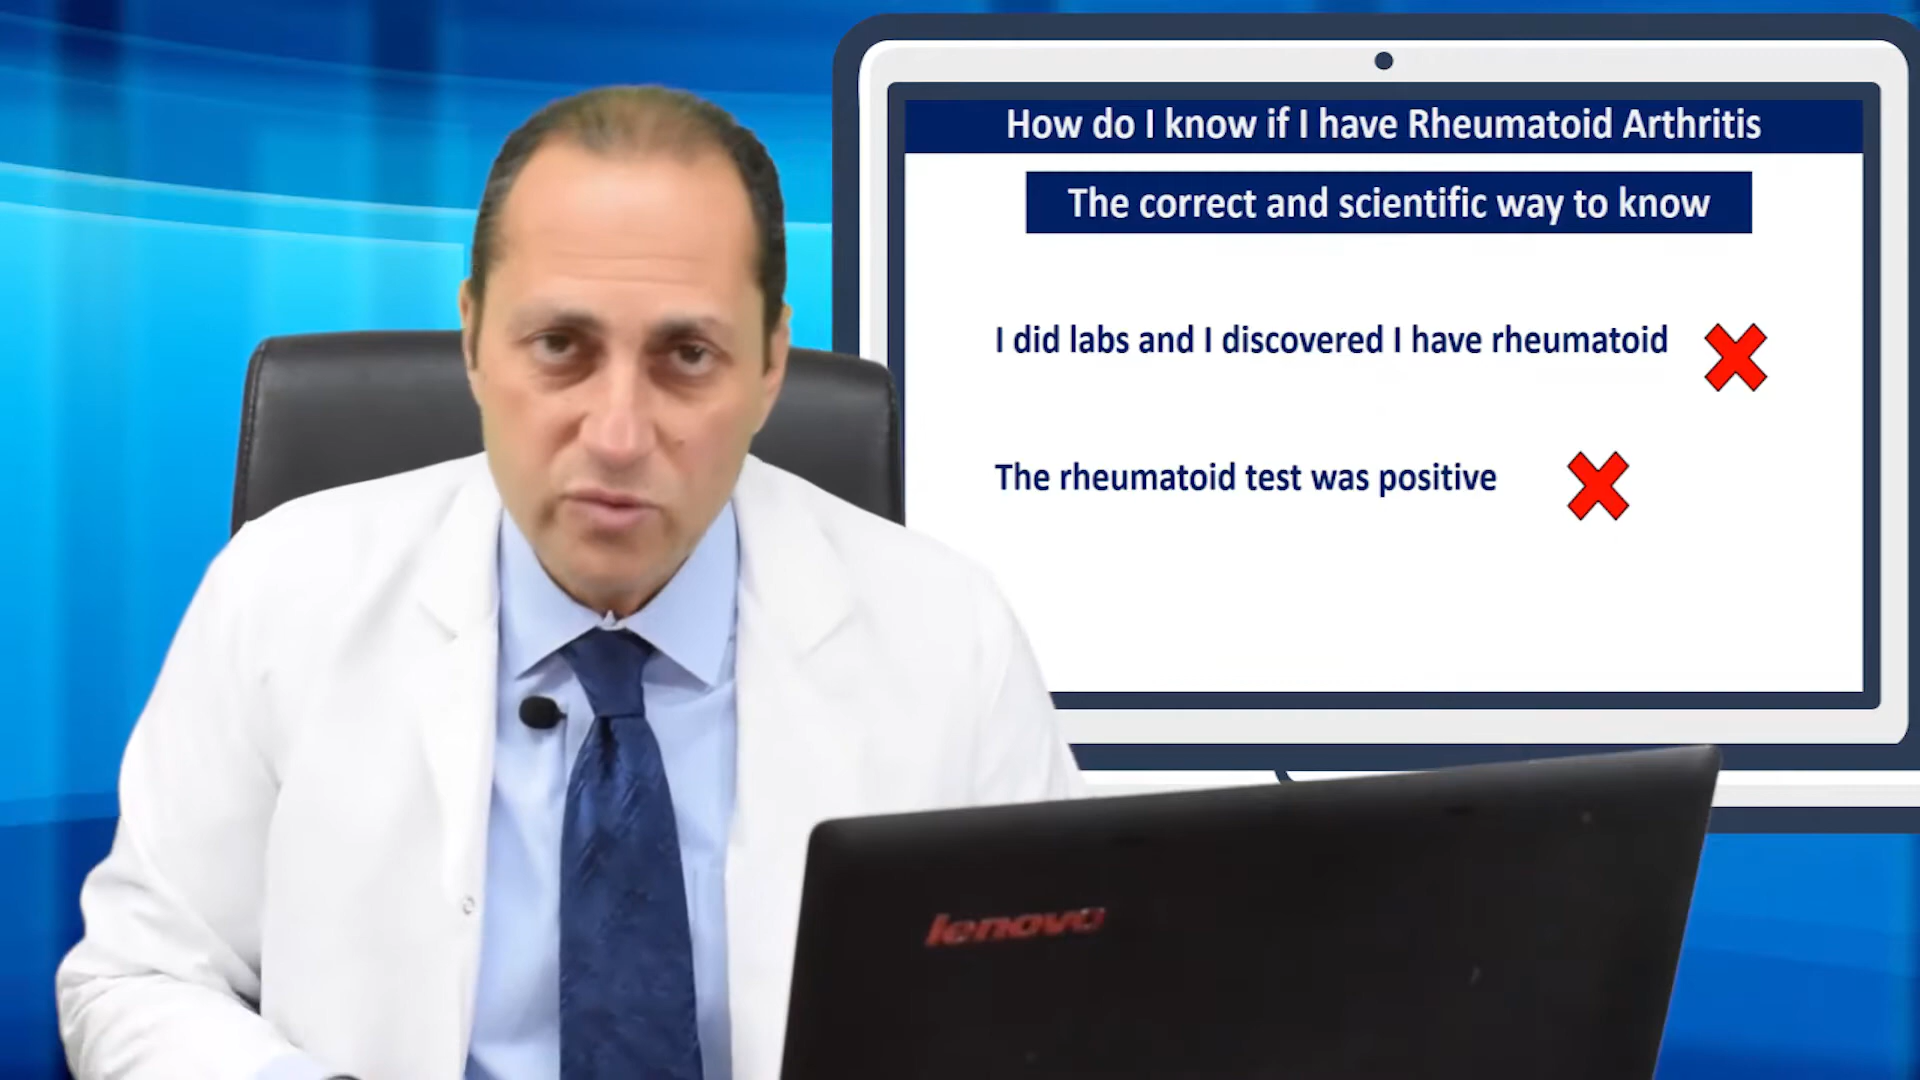 How do I know if I have Rheumatoid Arthritis
The correct and scientific way to know
I did labs and I discovered I have rheumatoid
The rheumatoid test was positive
lenovo